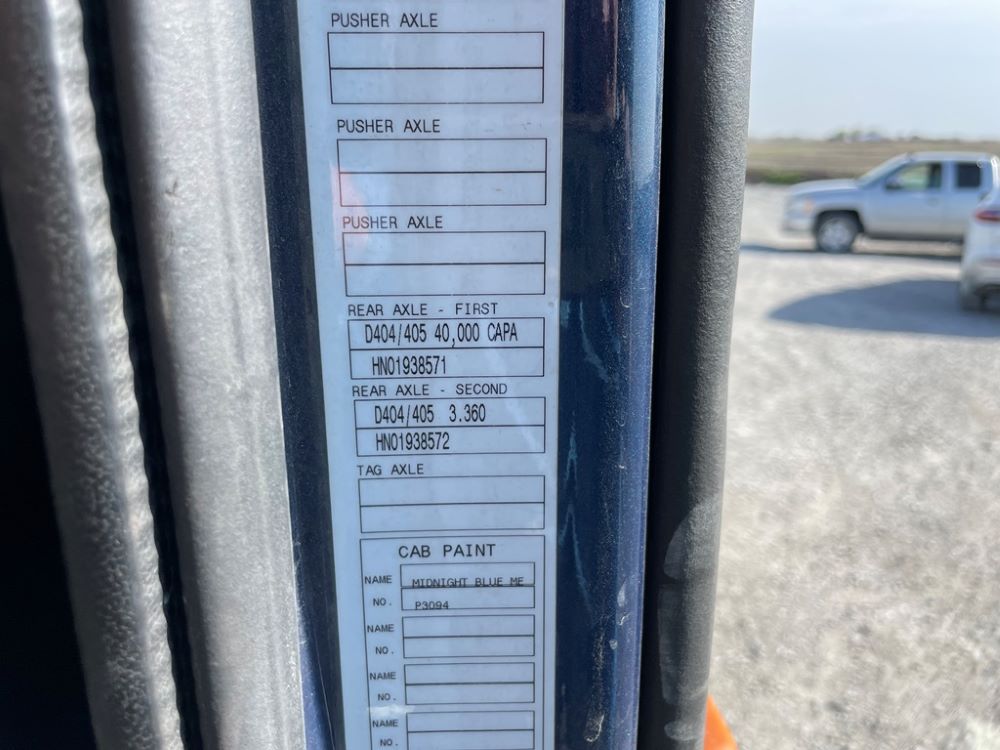 PUSHER AXLE
PUSHER AXLE
PUSHER AXLE
REAR AXLE - FIRST
D404/405 40,000 CAPA
HN01938571
REAR AXLE - SECOND
D404/405 3.360
HN01938572
TAG AXLE
CAB PAINT
NAME MIDNIGHT BLUE ME
NO. P3094
NAME
NO.
NAME
NO.
NAME
NO.